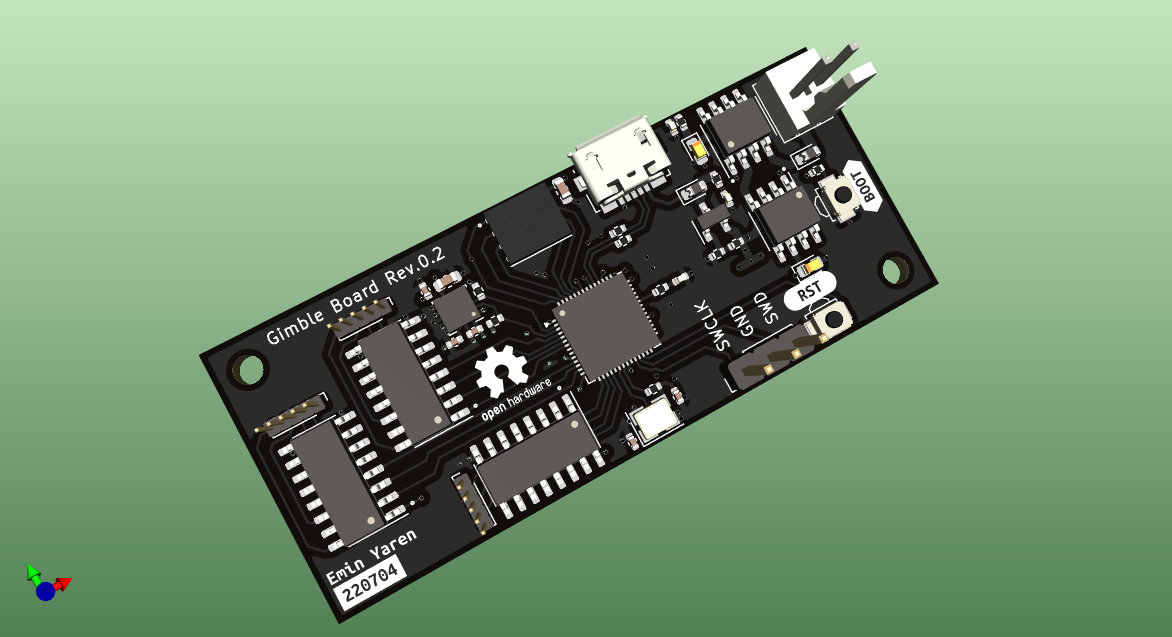 BOOT
Gimble Board Rev.0.2
RST
SWCLK
GND
SWD
open hardware
Emin Yaren
220704